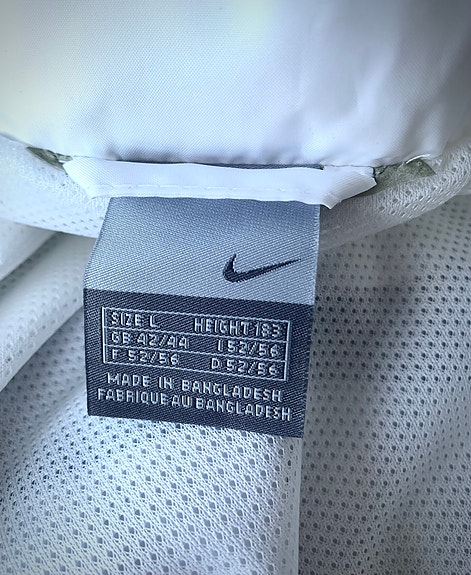 SIZE L HEIGHT 183
GB 42/44 I 52/56
F 52/56 D 52/56
MADE IN BANGLADESH
FABRIQUE AU BANGLADESH